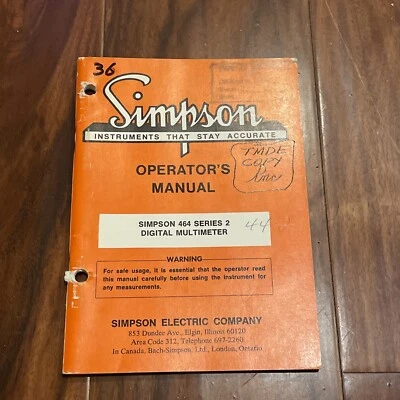 36
Simpson
INSTRUMENTS THAT STAY ACCURATE
OPERATOR'S
MANUAL
TMDE
COPY
SIMPSON 464 SERIES 2
DIGITAL MULTIMETER
44
WARNING
For safe usage, it is essential that the operator read
this manual carefully before using the instrument for
any measurements.
SIMPSON ELECTRIC COMPANY
853 Dundee Ave., Elgin, Illinois 60120
Area Code 312, Telephone 697-2260
In Canada, Bach-Simpson, Ltd., London, Ontario